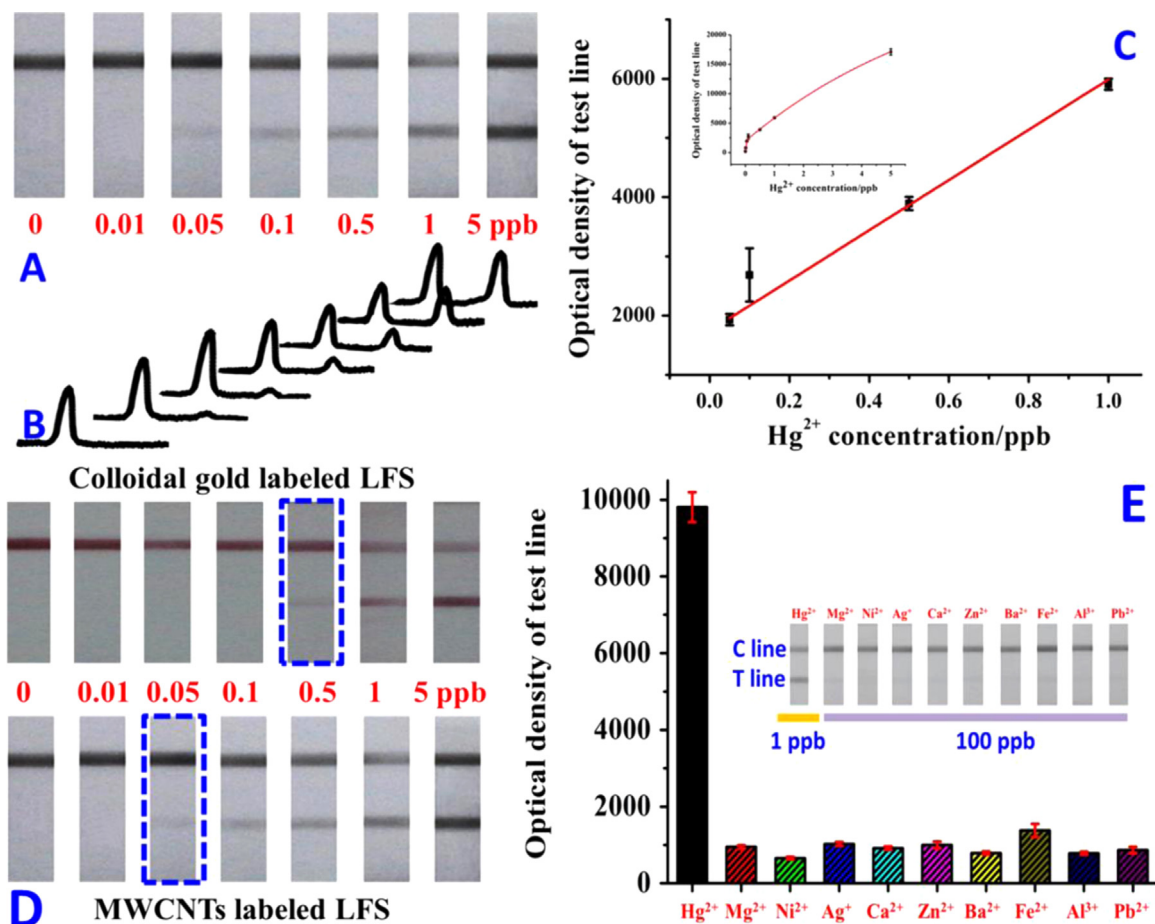 0 0.01 0.05 0.1 0.5 1 5 ppb
A
B
Optical density of test line
6000
4000
2000
0.0 0.2 0.4 0.6 0.8 1.0
Hg²⁺ concentration/ppb
C
Optical density of test line
20000
17500
15000
12500
10000
7500
5000
2500
0
0 1 2 3 4 5
Hg²⁺ concentration/ppb
Colloidal gold labeled LFS
0 0.01 0.05 0.1 0.5 1 5 ppb
D
MWCNTs labeled LFS
Optical density of test line
10000
8000
6000
4000
2000
0
E
Hg²⁺ Mg²⁺ Ni²⁺ Ag⁺ Ca²⁺ Zn²⁺ Ba²⁺ Fe²⁺ Al³⁺ Pb²⁺
C line
T line
1 ppb 100 ppb
Hg²⁺ Mg²⁺ Ni²⁺ Ag⁺ Ca²⁺ Zn²⁺ Ba²⁺ Fe²⁺ Al³⁺ Pb²⁺